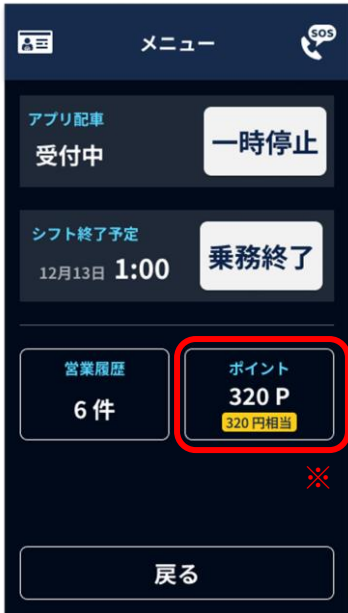 メニュー
SOS
アプリ配車
受付中
一時停止
シフト終了予定
12月13日 1:00
乗務終了
営業履歴
6 件
ポイント
320 P
320 円相当
※
戻る